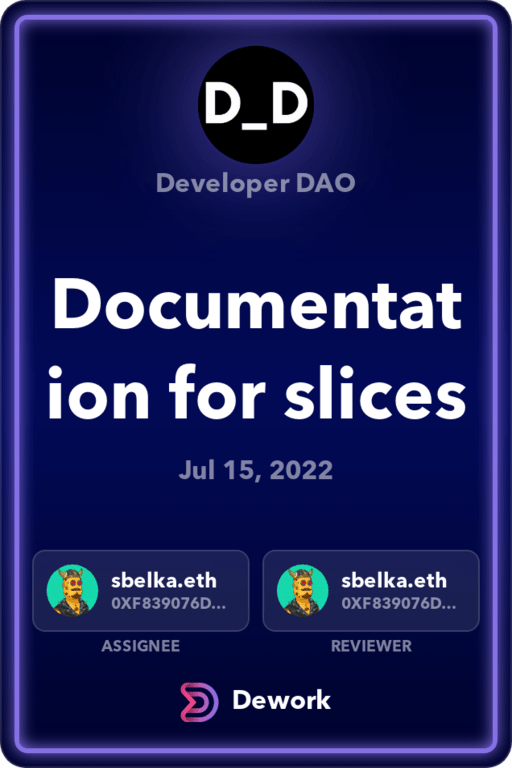 D_D
Developer DAO
Documentat
ion for slices
Jul 15, 2022
sbelka.eth
0XF839076D...
ASSIGNEE
sbelka.eth
0XF839076D...
REVIEWER
Dework